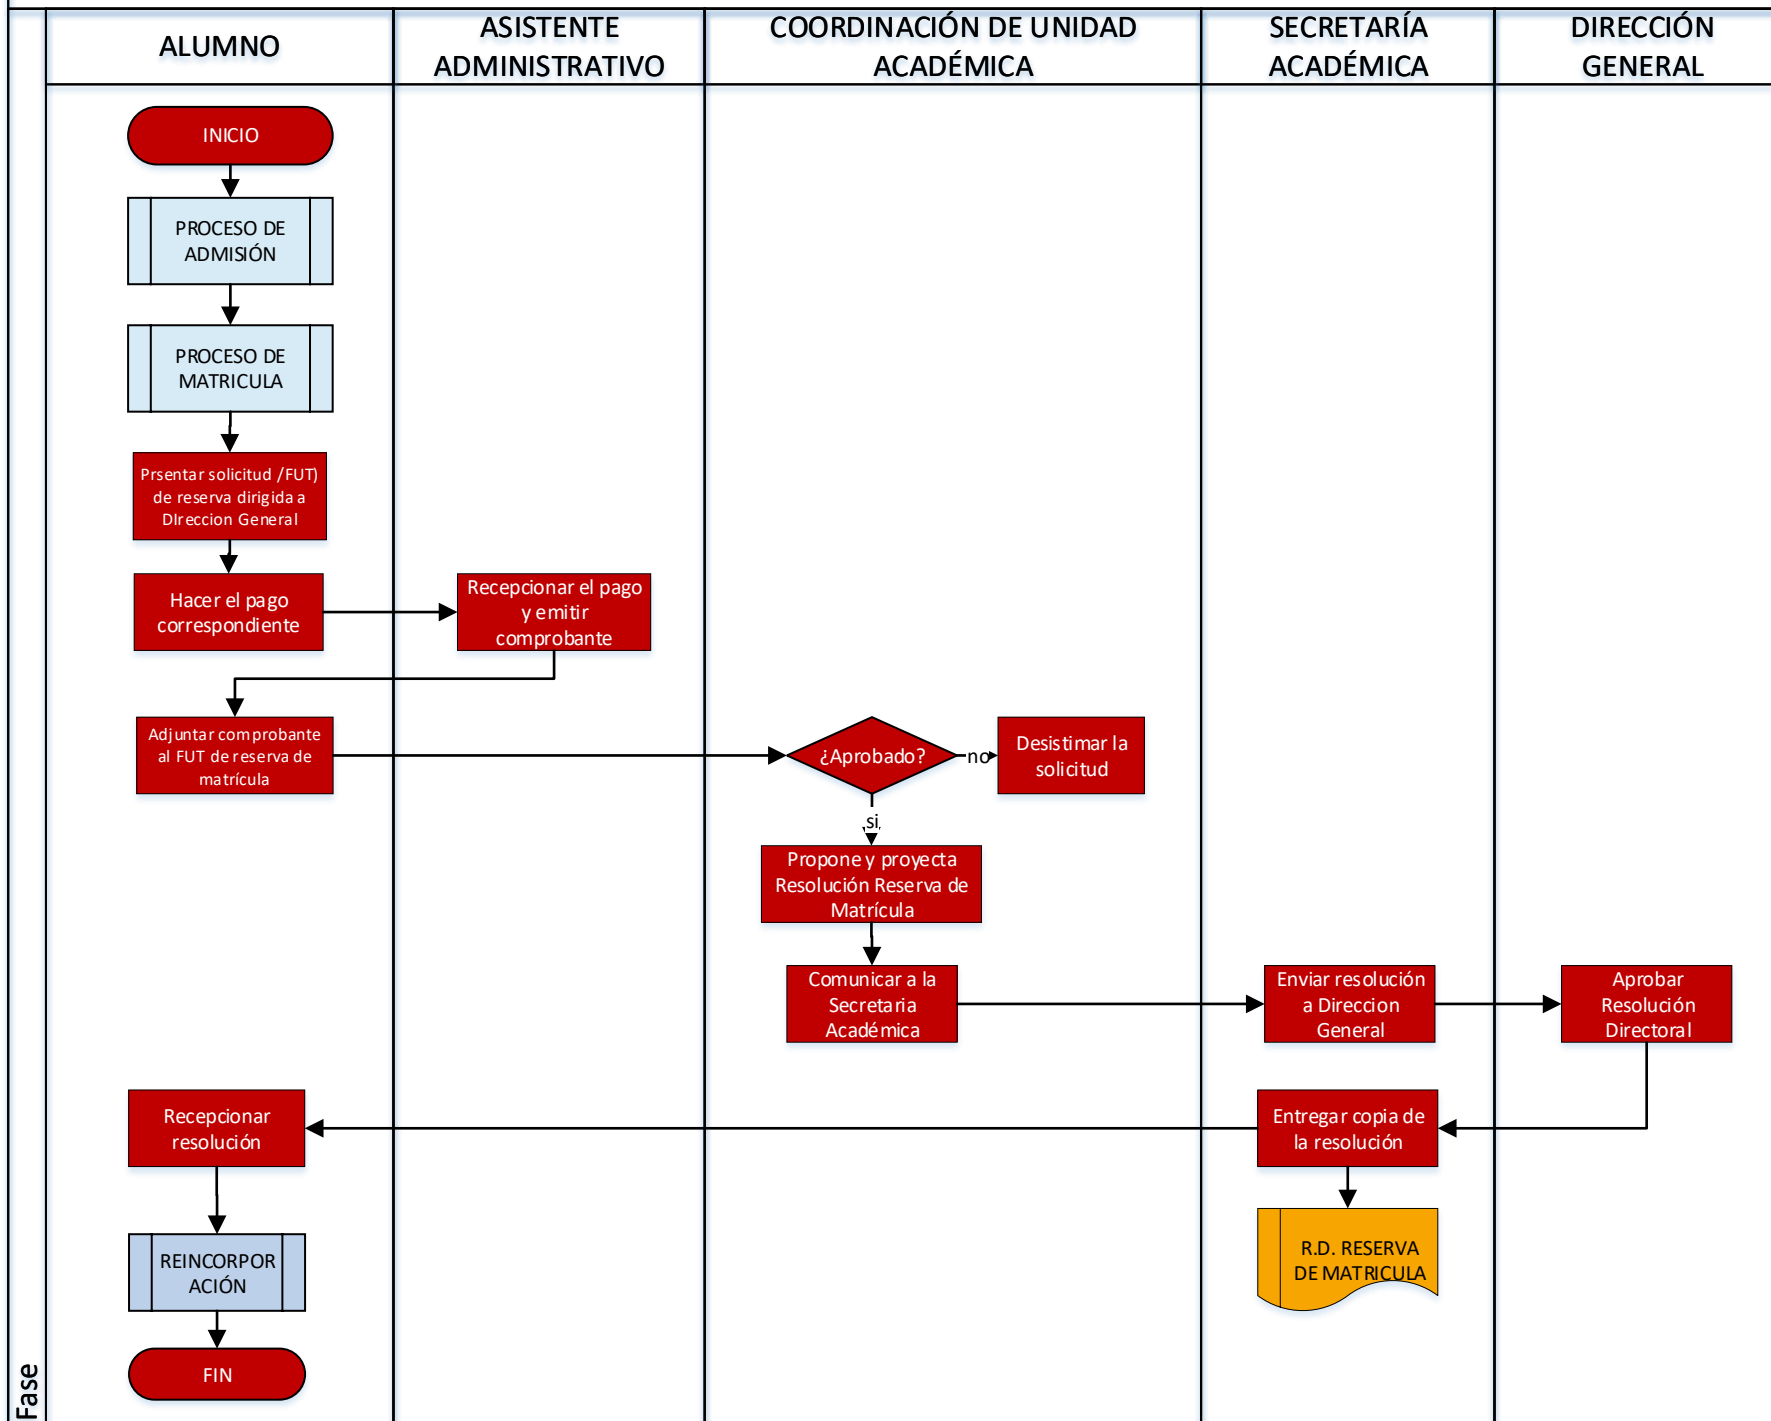 ALUMNO
ASISTENTE
ADMINISTRATIVO
COORDINACIÓN DE UNIDAD
ACADÉMICA
SECRETARÍA
ACADÉMICA
DIRECCIÓN
GENERAL
INICIO
PROCESO DE
ADMISIÓN
PROCESO DE
MATRICULA
Prsentar solicitud /FUT)
de reserva dirigida a
DIreccion General
Hacer el pago
correspondiente
Recepcionar el pago
y emitir
comprobante
Adjuntar comprobante
al FUT de reserva de
matrícula
¿Aprobado?
no
Desistimar la
solicitud
si
Propone y proyecta
Resolución Reserva de
Matrícula
Comunicar a la
Secretaria
Académica
Enviar resolución
a Direccion
General
Aprobar
Resolución
Directoral
Recepcionar
resolución
Entregar copia de
la resolución
REINCORPOR
ACIÓN
R.D. RESERVA
DE MATRICULA
FIN
Fase